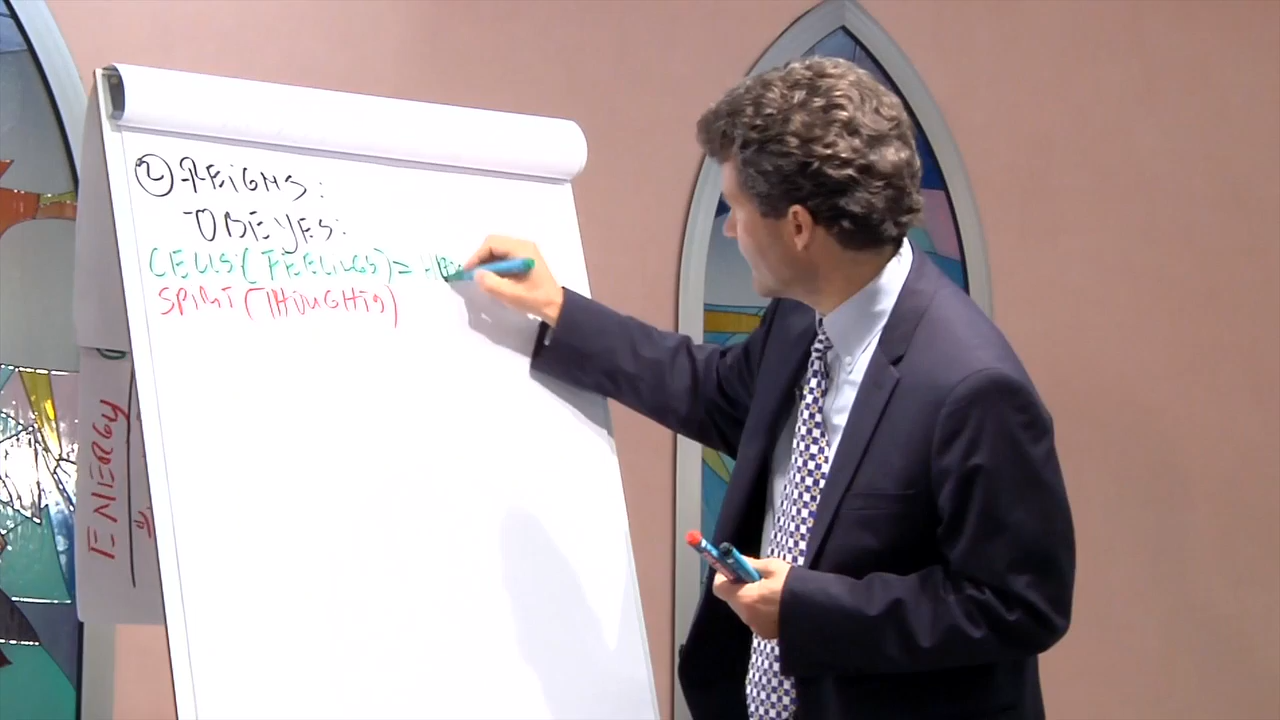 ② REIGNS:
OBEYES:
CELLS (FEELINGS) =
SPIRIT (THOUGHTS)
ENERGY